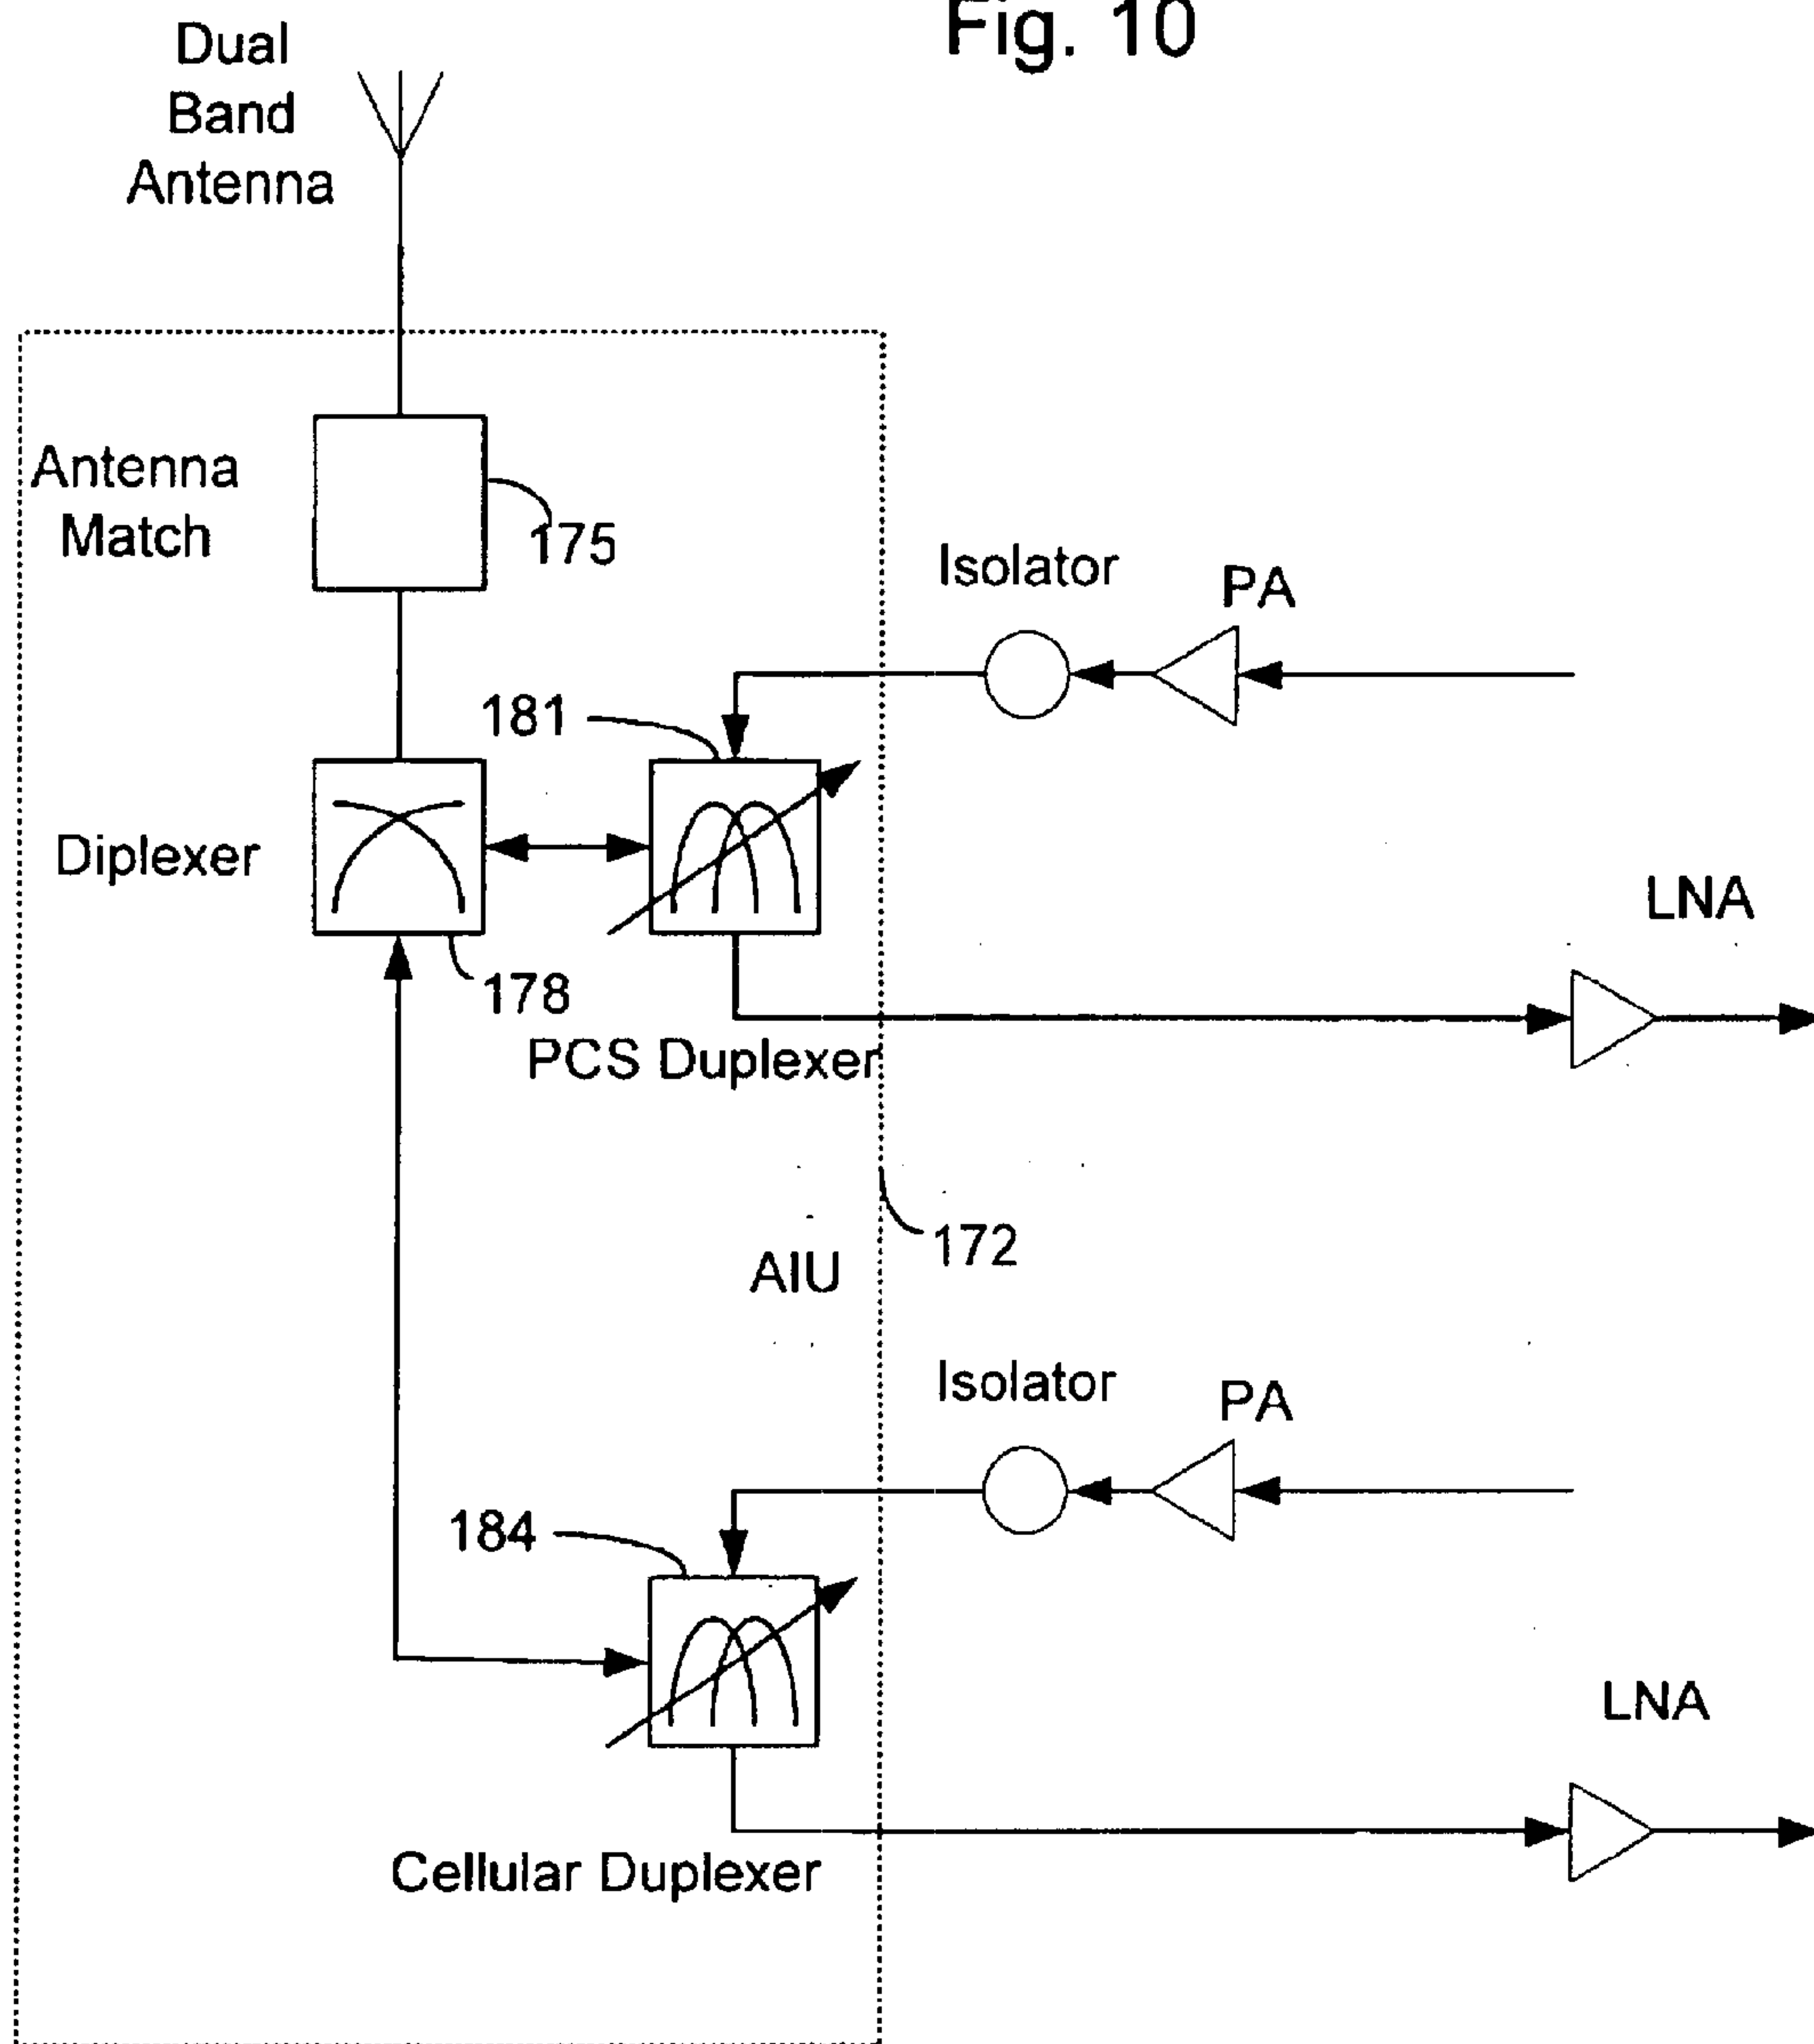 Fig. 10
Dual
Band
Antenna
Antenna
Match
175
Isolator
PA
181
Diplexer
LNA
178
PCS Duplexer
172
AIU
Isolator
PA
184
LNA
Cellular Duplexer